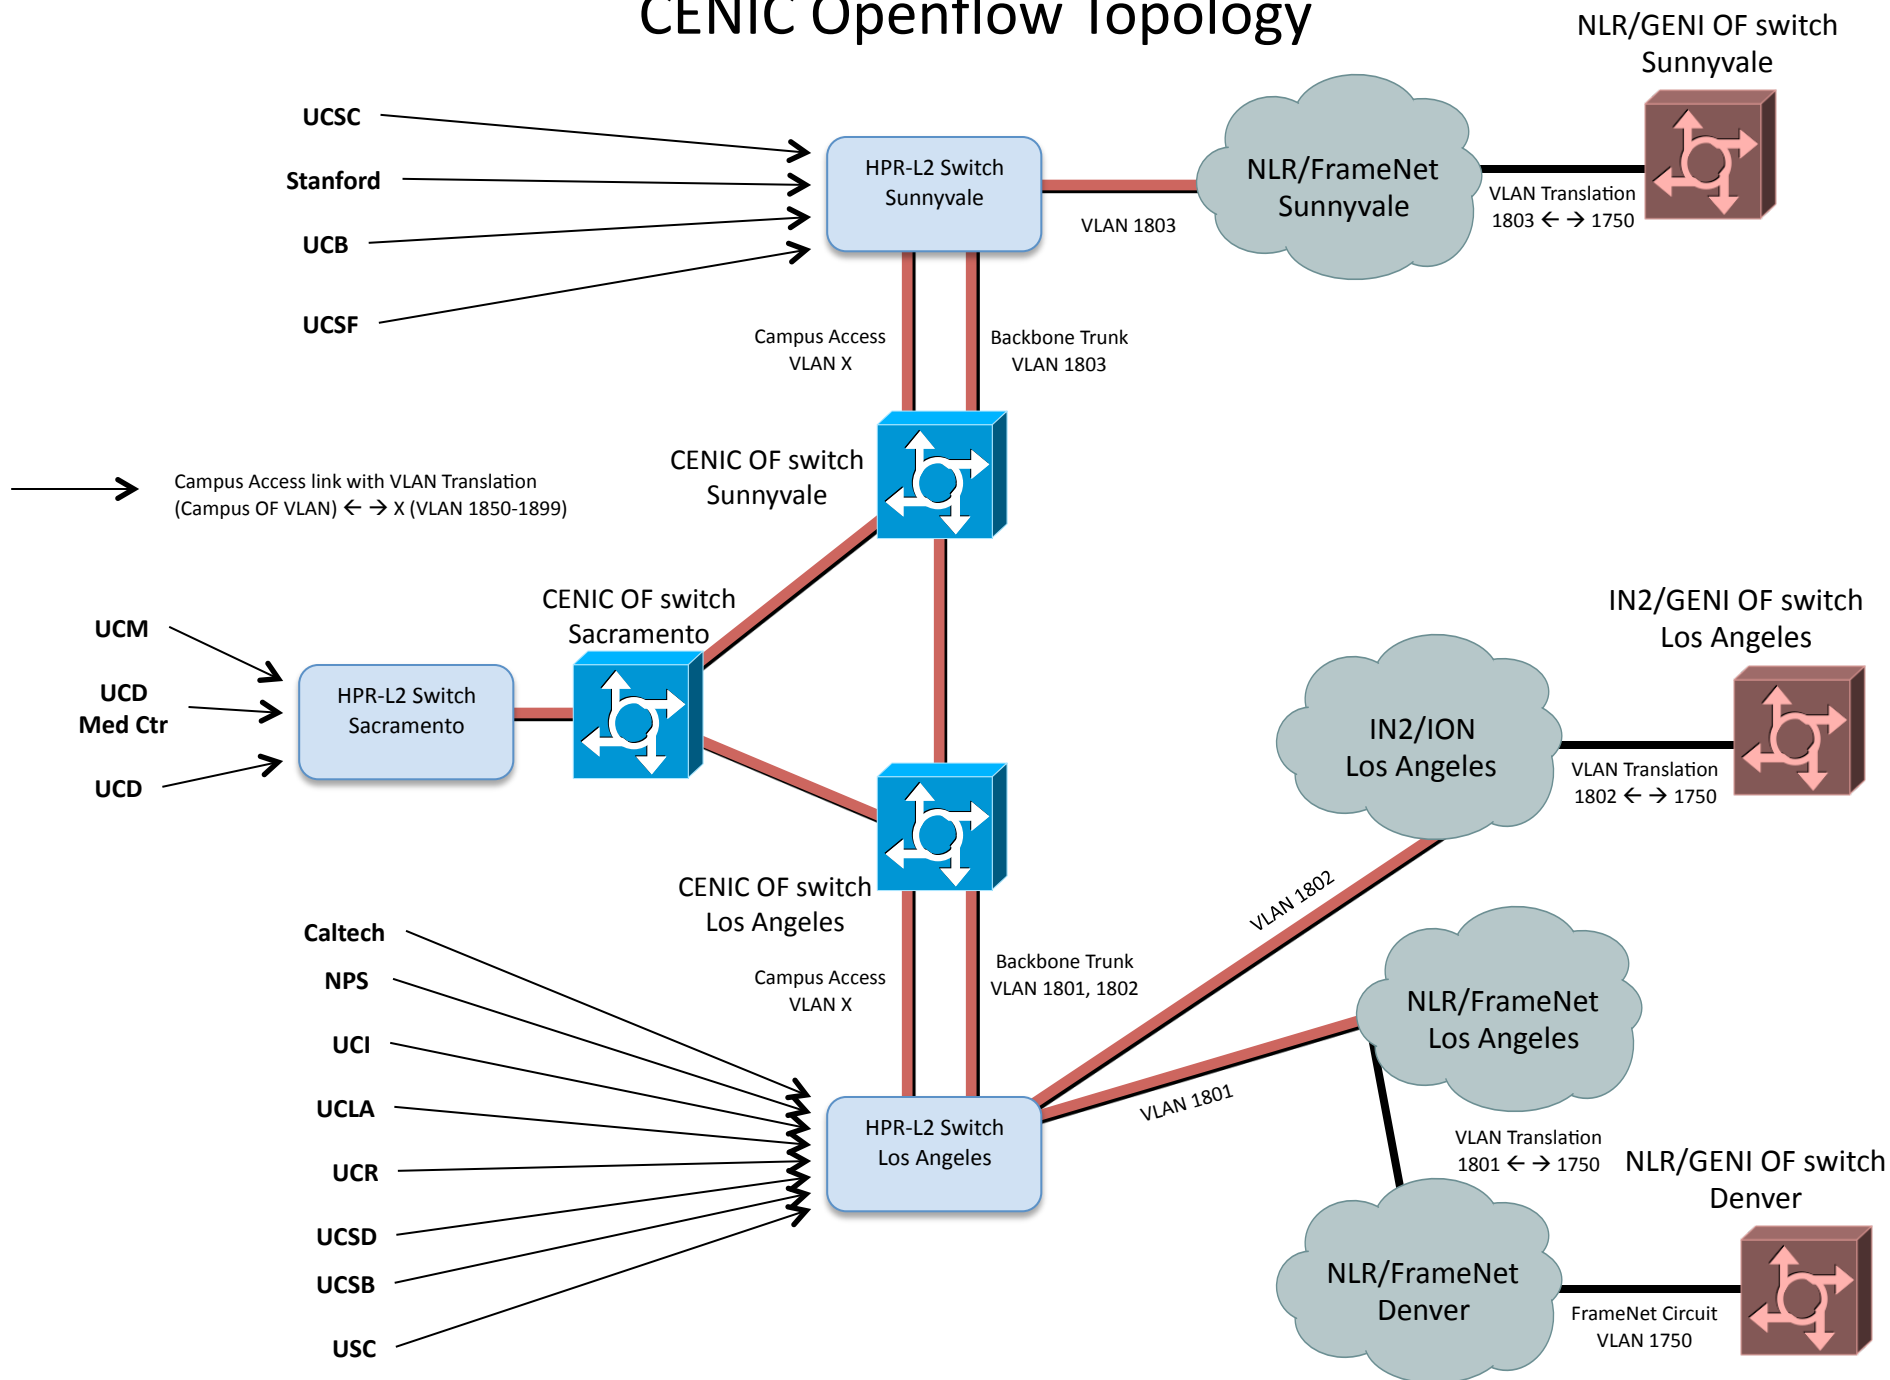 CENIC Openflow Topology
NLR/GENI OF switch
Sunnyvale
UCSC
Stanford
UCB
UCSF
HPR-L2 Switch
Sunnyvale
VLAN 1803
NLR/FrameNet
Sunnyvale
VLAN Translation
1803 ← → 1750
Campus Access
VLAN X
Backbone Trunk
VLAN 1803
CENIC OF switch
Sunnyvale
Campus Access link with VLAN Translation
(Campus OF VLAN) ← → X (VLAN 1850-1899)
CENIC OF switch
Sacramento
UCM
UCD
Med Ctr
UCD
HPR-L2 Switch
Sacramento
IN2/GENI OF switch
Los Angeles
IN2/ION
Los Angeles
VLAN Translation
1802 ← → 1750
CENIC OF switch
Los Angeles
VLAN 1802
Caltech
NPS
UCI
UCLA
UCR
UCSD
UCSB
USC
Campus Access
VLAN X
Backbone Trunk
VLAN 1801, 1802
NLR/FrameNet
Los Angeles
HPR-L2 Switch
Los Angeles
VLAN 1801
VLAN Translation
1801 ← → 1750
NLR/GENI OF switch
Denver
NLR/FrameNet
Denver
FrameNet Circuit
VLAN 1750